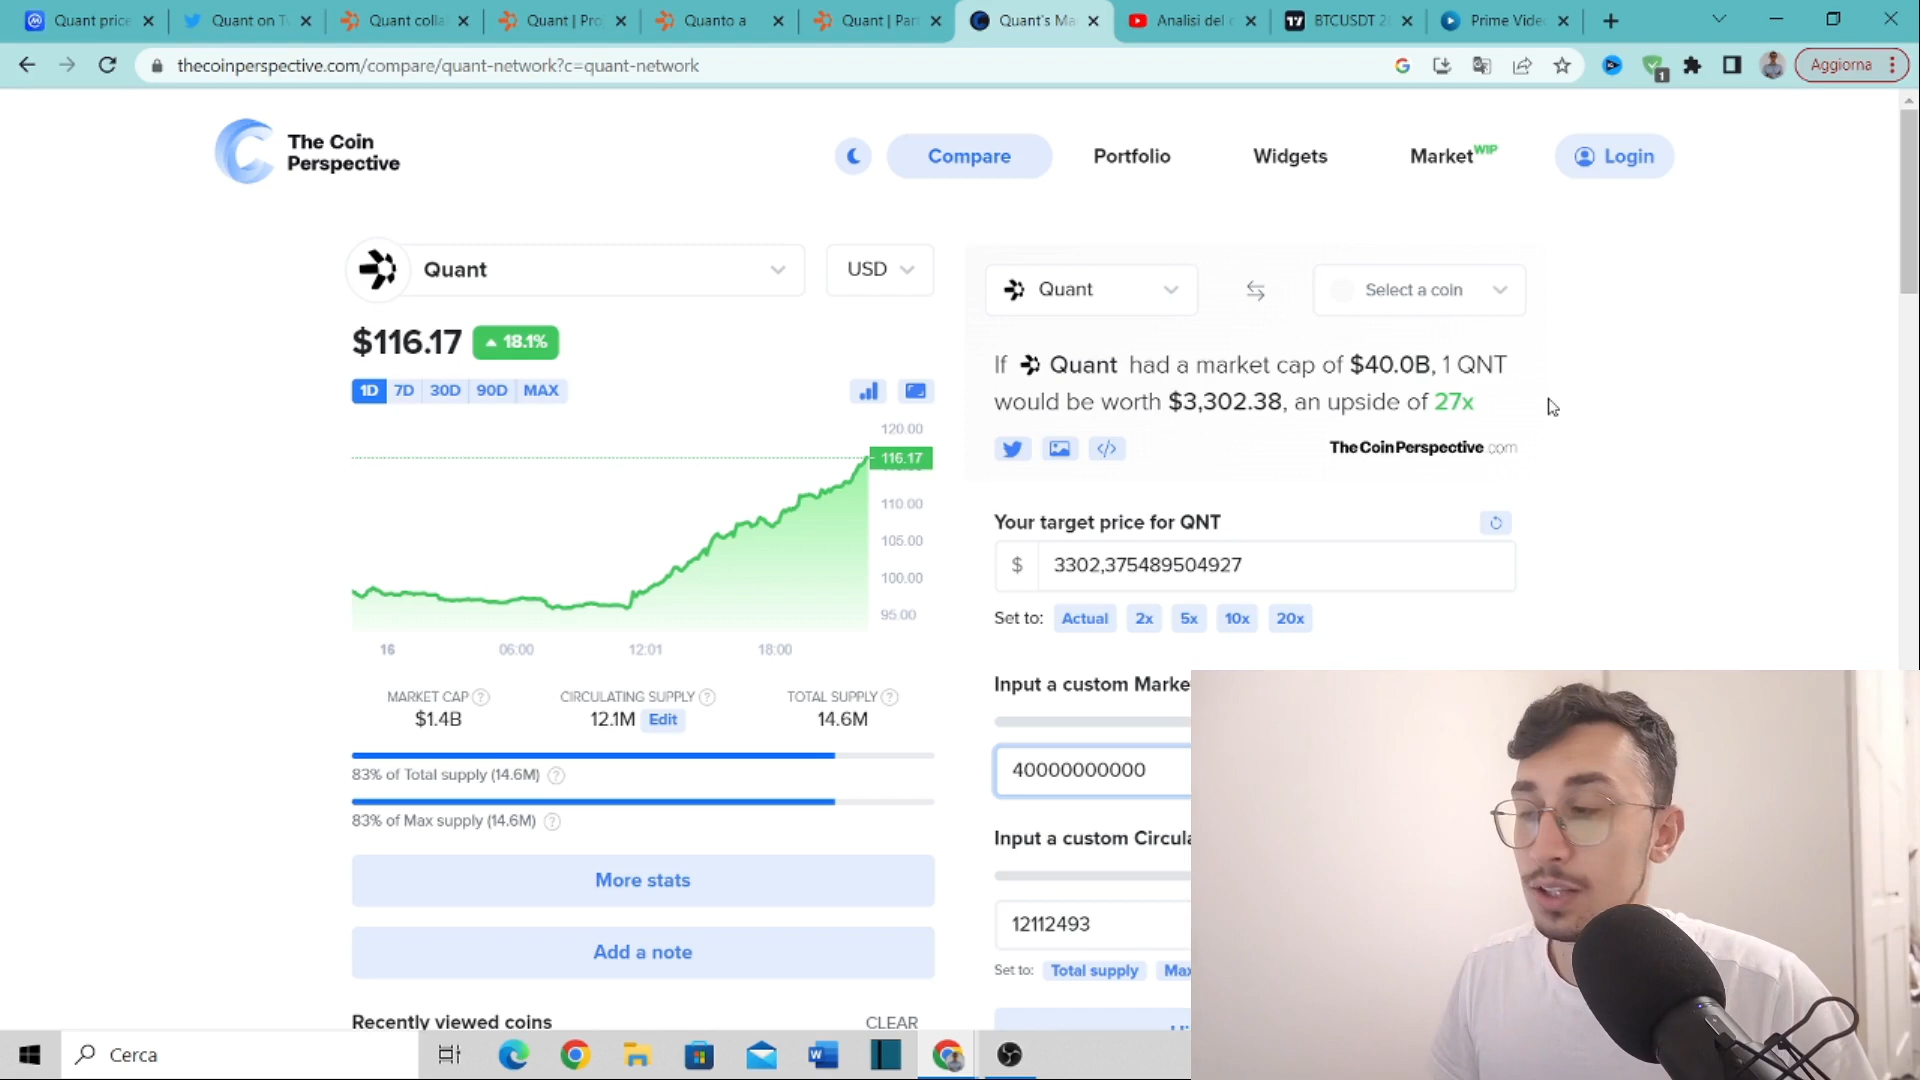 Quant price
Quant on Tw
Quant colla
Quant | Pro
Quanto a
Quant | Part
Quant's Ma
Analisi del c
BTCUSDT 2
Prime Vide
thecoinperspective.com/compare/quant-network?c=quant-network
1
Aggiorna
The Coin
Perspective
Compare
Portfolio
Widgets
Market WIP
Login
Quant
USD
$116.17
18.1%
1D 7D 30D 90D MAX
120.00
116.17
110.00
105.00
100.00
95.00
16 06:00 12:01 18:00
MARKET CAP ? CIRCULATING SUPPLY ? TOTAL SUPPLY ?
$1.4B 12.1M Edit 14.6M
83% of Total supply (14.6M) ?
83% of Max supply (14.6M) ?
More stats
Add a note
Recently viewed coins CLEAR
Quant Select a coin
If Quant had a market cap of $40.0B, 1 QNT
would be worth $3,302.38, an upside of 27x
TheCoinPerspective.com
Your target price for QNT
$ 3302,375489504927
Set to: Actual 2x 5x 10x 20x
Input a custom Marke
40000000000
Input a custom Circula
12112493
Set to: Total supply Max
Cerca